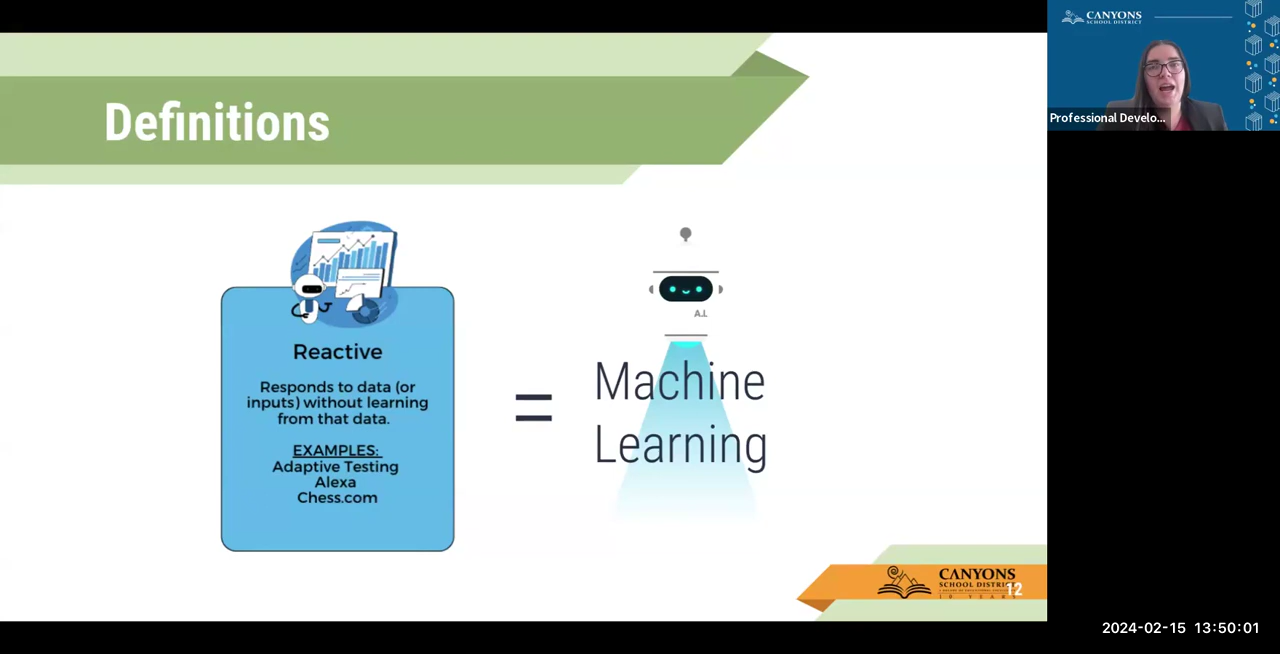 CANYONS
SCHOOL DISTRICT
Professional Develo...
Definitions
A.I.
Reactive
Responds to data (or
inputs) without learning
from that data.
EXAMPLES:
Adaptive Testing
Alexa
Chess.com
=
Machine
Learning
CANYONS
SCHOOL DISTRICT
12
2024-02-15 13:50:01